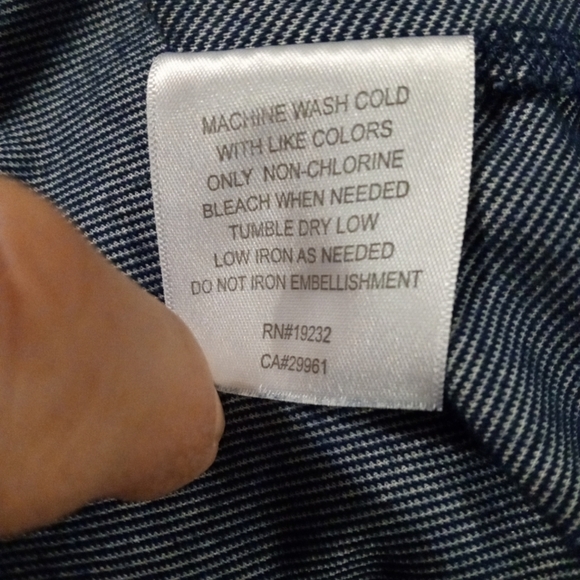 MACHINE WASH COLD
WITH LIKE COLORS
ONLY NON-CHLORINE
BLEACH WHEN NEEDED
TUMBLE DRY LOW
LOW IRON AS NEEDED
DO NOT IRON EMBELLISHMENT
RN#19232
CA#29961